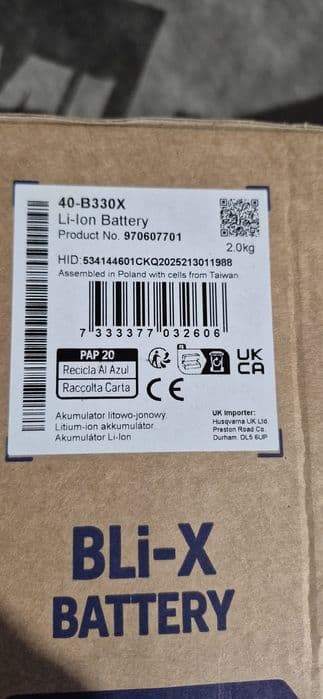 40-B330X
Li-Ion Battery
Product No. 970607701
2.0kg
HID: 534144601CKQ2025213011988
Assembled in Poland with cells from Taiwan
7 333377 032606
PAP 20
Recicla Al Azul
Raccolta Carta
CE
UK
CA
Akumulator litowo-jonowy.
Lítium-ion akkumulátor.
Akumulátor Li-Ion
UK Importer:
Husqvarna UK Ltd.
Preston Road Co.
Durham. DL5 6UP
BLi-X
BATTERY